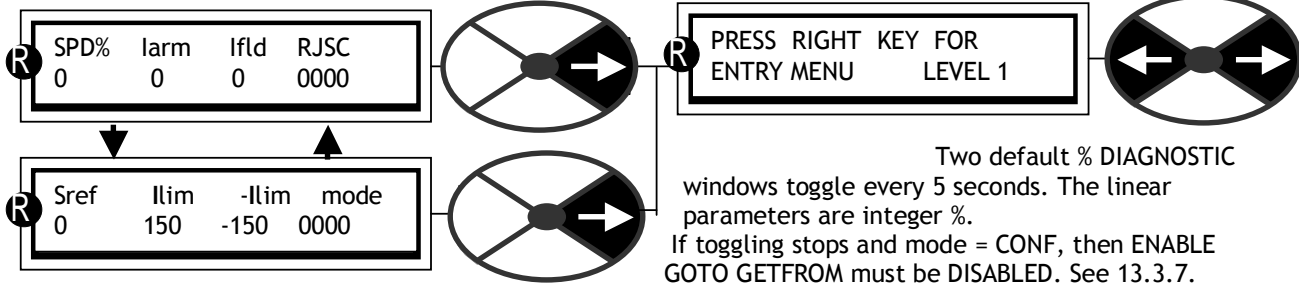 R
SPD% Iarm Ifld RJSC
0 0 0 0000
R
PRESS RIGHT KEY FOR
ENTRY MENU LEVEL 1
R
Sref Ilim -Ilim mode
0 150 -150 0000
Two default % DIAGNOSTIC
windows toggle every 5 seconds. The linear
parameters are integer %.
If toggling stops and mode = CONF, then ENABLE
GOTO GETFROM must be DISABLED. See 13.3.7.